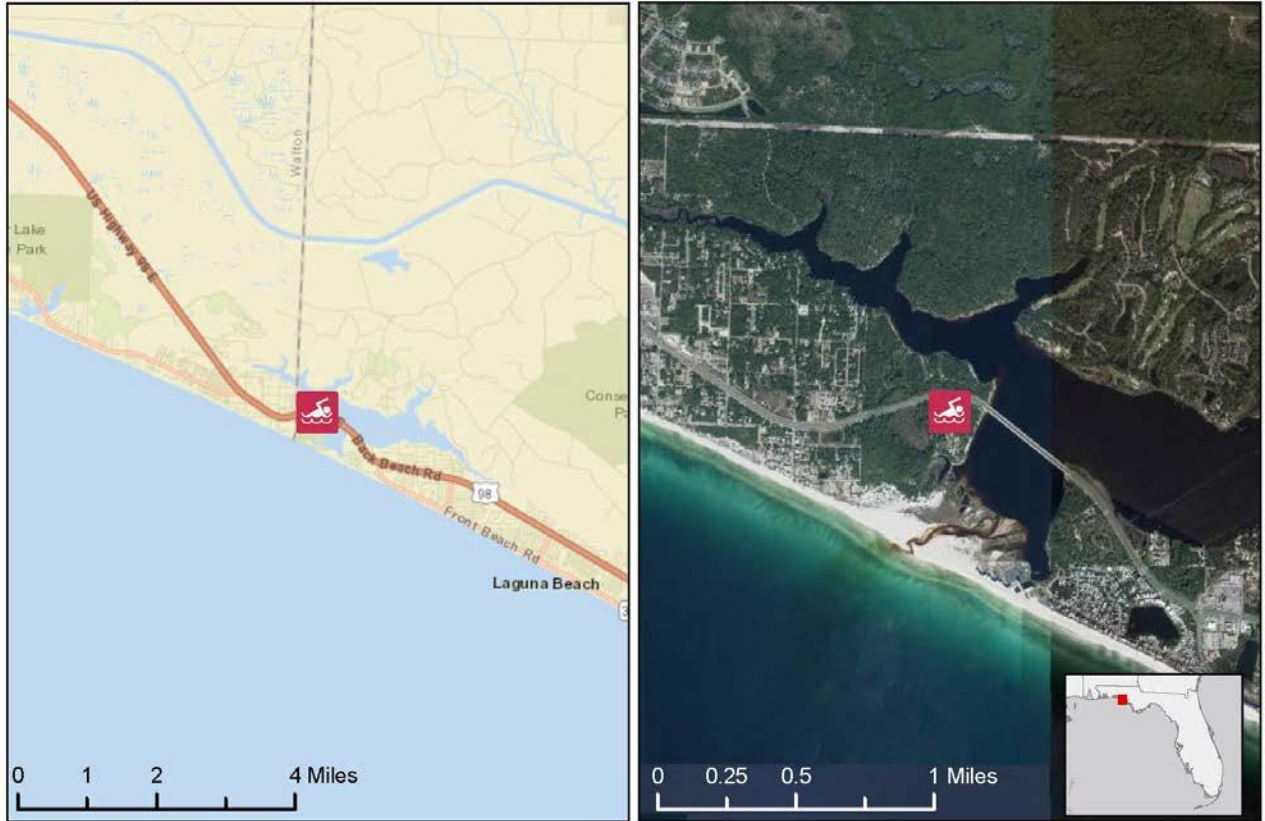 Walton
US Highway 98 E
r Lake
Park
Conse
Back Beach Rd
98
Front Beach Rd
Laguna Beach
3
0 1 2 4 Miles
0 0.25 0.5 1 Miles